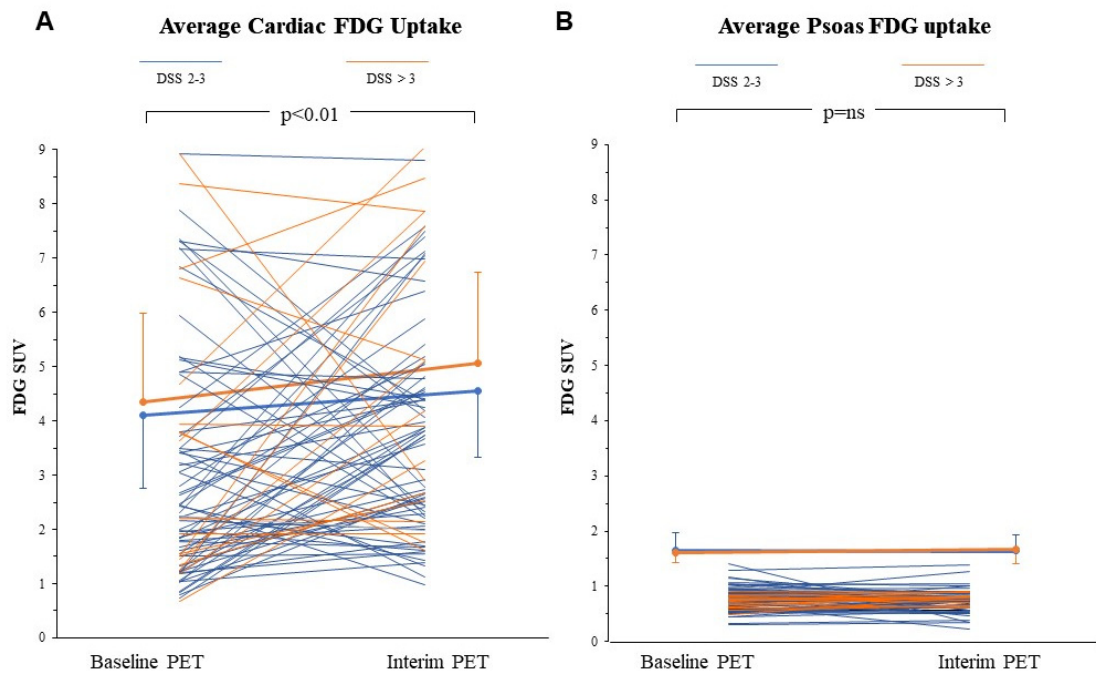 A
Average Cardiac FDG Uptake
DSS 2-3
DSS > 3
p<0.01
9
8
7
6
5
4
3
2
1
0
FDG SUV
Baseline PET
Interim PET
B
Average Psoas FDG uptake
DSS 2-3
DSS > 3
p=ns
9
8
7
6
5
4
3
2
1
0
FDG SUV
Baseline PET
Interim PET